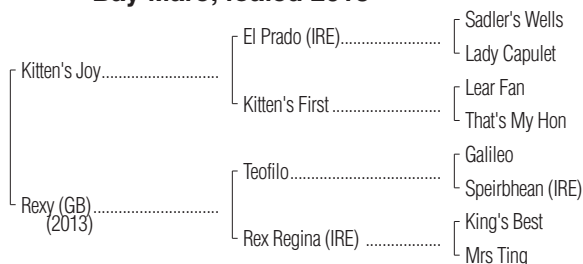 Bay Mare; foaled
Sadler's Wells
El Prado (IRE)........................
Lady Capulet
Kitten's Joy............................
Lear Fan
Kitten's First ..........................
That's My Hon
Galileo
Teofilo.....................................
Speirbhean (IRE)
Rexy (GB)..............................
(2013)
King's Best
Rex Regina (IRE) ..................
Mrs Ting